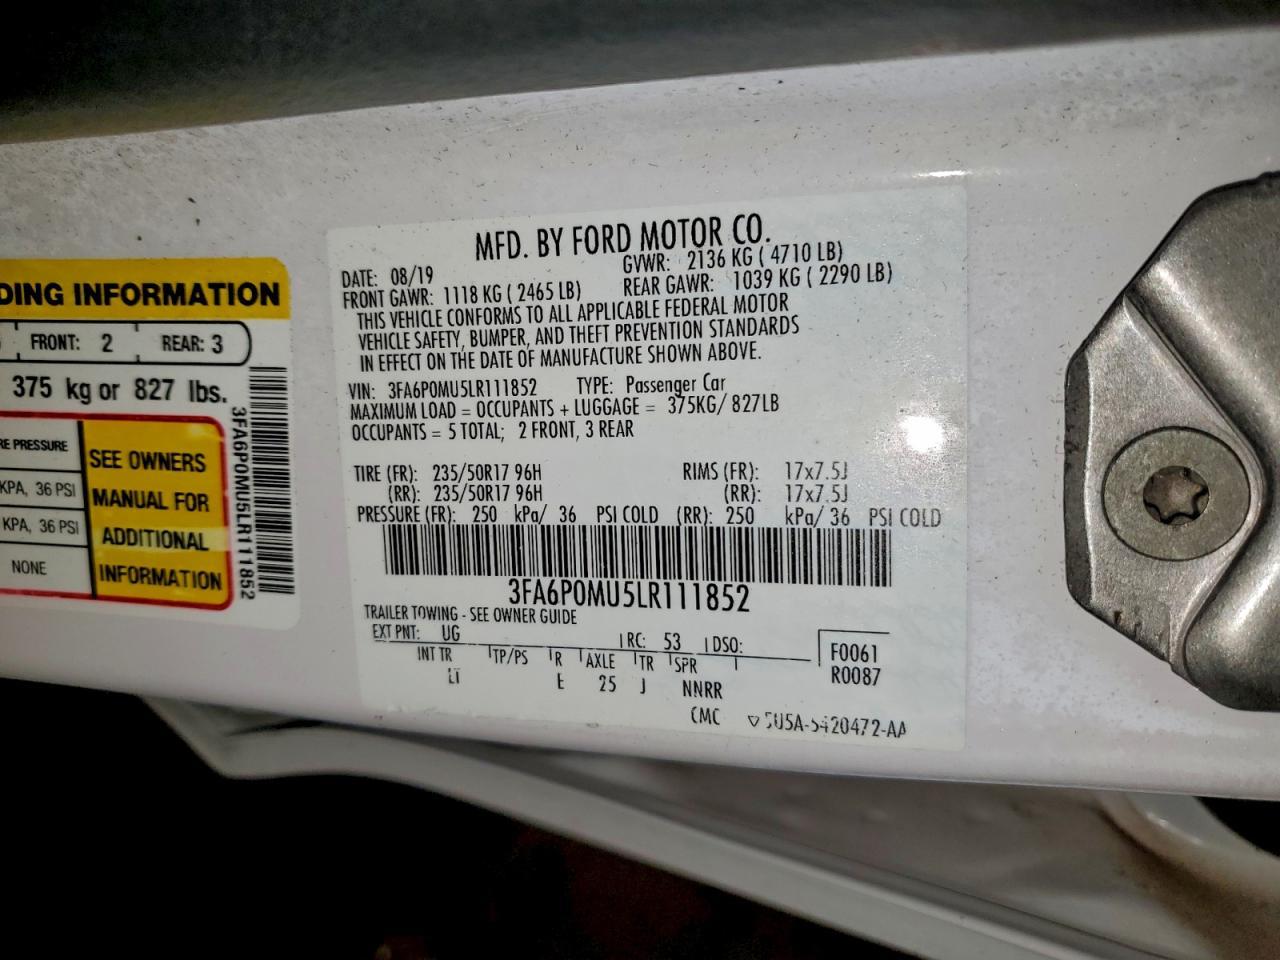 DING INFORMATION
FRONT: 2 REAR: 3
375 kg or 827 lbs.
RE PRESSURE
KPA, 36 PSI
KPA, 36 PSI
NONE
SEE OWNERS
MANUAL FOR
ADDITIONAL
INFORMATION
3FA6P0MU5LR111852
MFD. BY FORD MOTOR CO.
DATE: 08/19 GVWR: 2136 KG ( 4710 LB)
FRONT GAWR: 1118 KG ( 2465 LB) REAR GAWR: 1039 KG ( 2290 LB)
THIS VEHICLE CONFORMS TO ALL APPLICABLE FEDERAL MOTOR
VEHICLE SAFETY, BUMPER, AND THEFT PREVENTION STANDARDS
IN EFFECT ON THE DATE OF MANUFACTURE SHOWN ABOVE.
VIN: 3FA6P0MU5LR111852 TYPE: Passenger Car
MAXIMUM LOAD = OCCUPANTS + LUGGAGE = 375KG/ 827LB
OCCUPANTS = 5 TOTAL; 2 FRONT, 3 REAR
TIRE (FR): 235/50R17 96H RIMS (FR): 17x7.5J
(RR): 235/50R17 96H (RR): 17x7.5J
PRESSURE (FR): 250 kPa/ 36 PSI COLD (RR): 250 kPa/ 36 PSI COLD
3FA6P0MU5LR111852
TRAILER TOWING - SEE OWNER GUIDE
EXT PNT: UG RC: 53 DSO: F0061
INT TR TP/PS R AXLE TR SPR R0087
LT E 25 J NNRR
CMC 5U5A-5420472-AA